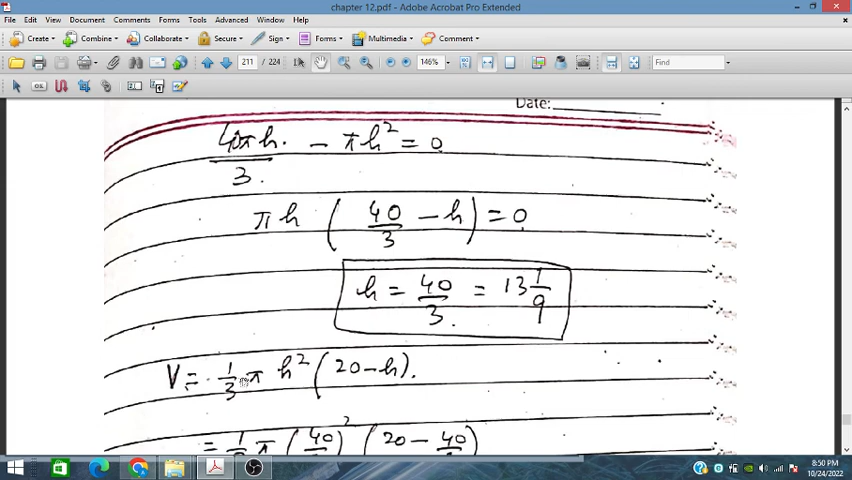 chapter 12.pdf - Adobe Acrobat Pro Extended
File Edit View Document Comments Forms Tools Advanced Window Help
Create Combine Collaborate Secure Sign Forms Multimedia Comment
211 / 224 146% Find
Date:
40πh/3 - πh² = 0
πh (40/3 - h) = 0
h = 40/3 = 13 1/9
V = 1/3 π h² (20-h).
= 1/3 π (40/3)² (20 - 40/3)
8:50 PM
10/24/2022